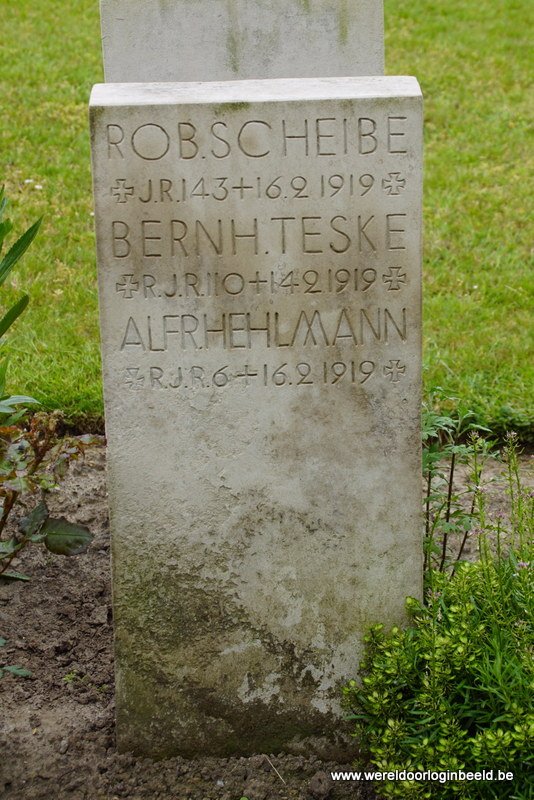 ROB. SCHEIBE
✠ J.R.143 + 16.2.1919 ✠
BERNH. TESKE
✠ R.J.R.110 + 14.2.1919 ✠
ALFR. HEHLMANN
✠ R.J.R.6 + 16.2.1919 ✠
www.wereldoorloginbeeld.be